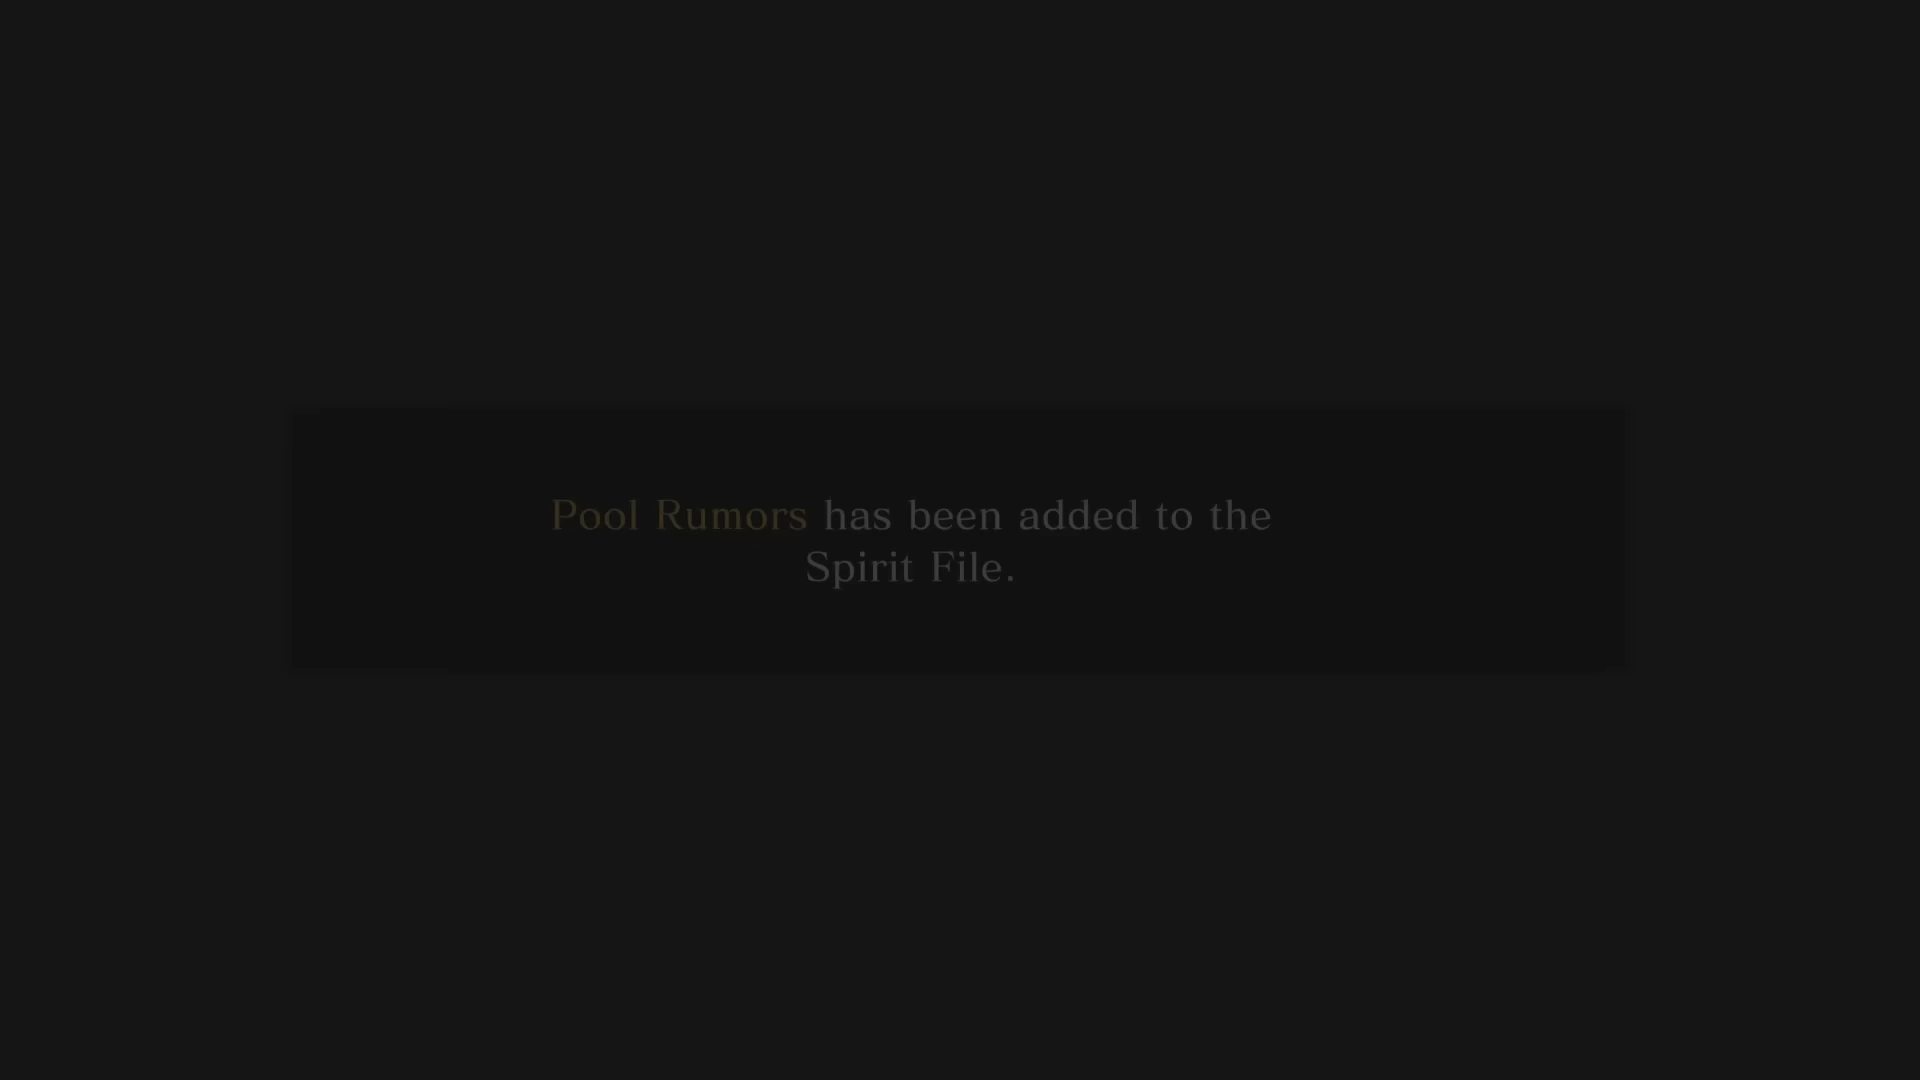 Pool Rumors has been added to the
Spirit File.